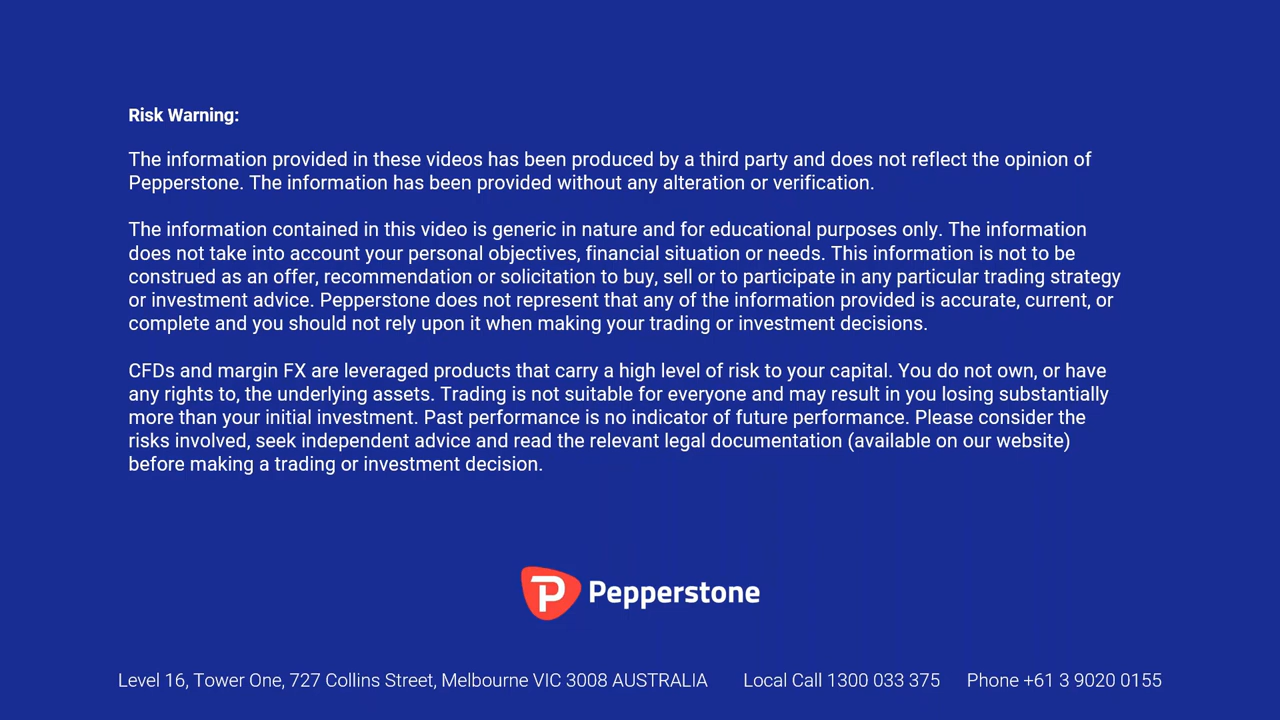 Risk Warning:
The information provided in these videos has been produced by a third party and does not reflect the opinion of
Pepperstone. The information has been provided without any alteration or verification.
The information contained in this video is generic in nature and for educational purposes only. The information
does not take into account your personal objectives, financial situation or needs. This information is not to be
construed as an offer, recommendation or solicitation to buy, sell or to participate in any particular trading strategy
or investment advice. Pepperstone does not represent that any of the information provided is accurate, current, or
complete and you should not rely upon it when making your trading or investment decisions.
CFDs and margin FX are leveraged products that carry a high level of risk to your capital. You do not own, or have
any rights to, the underlying assets. Trading is not suitable for everyone and may result in you losing substantially
more than your initial investment. Past performance is no indicator of future performance. Please consider the
risks involved, seek independent advice and read the relevant legal documentation (available on our website)
before making a trading or investment decision.
P Pepperstone
Level 16, Tower One, 727 Collins Street, Melbourne VIC 3008 AUSTRALIA Local Call 1300 033 375 Phone +61 3 9020 0155